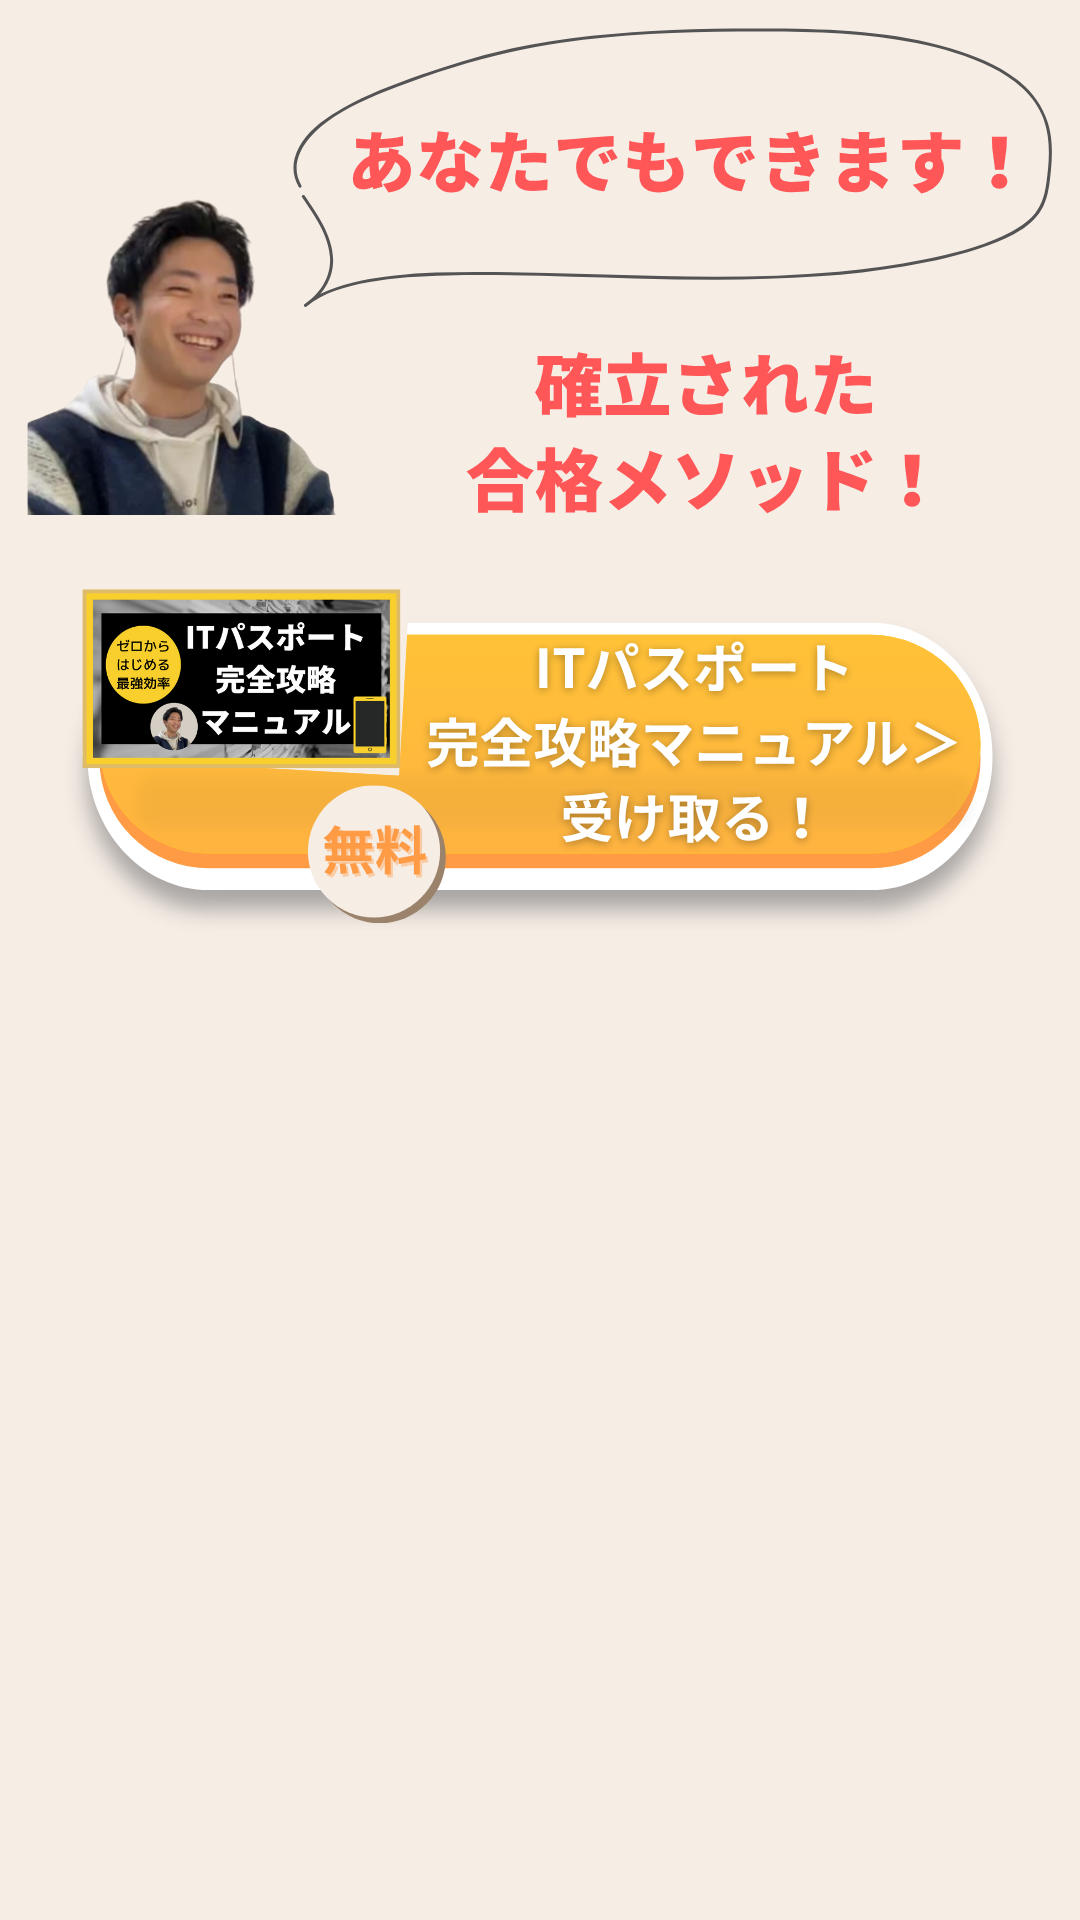 あなたでもできます！
確立された
合格メソッド！
ゼロから
はじめる
最強効率
ITパスポート
完全攻略
マニュアル
ITパスポート
完全攻略マニュアル＞
受け取る！
無料